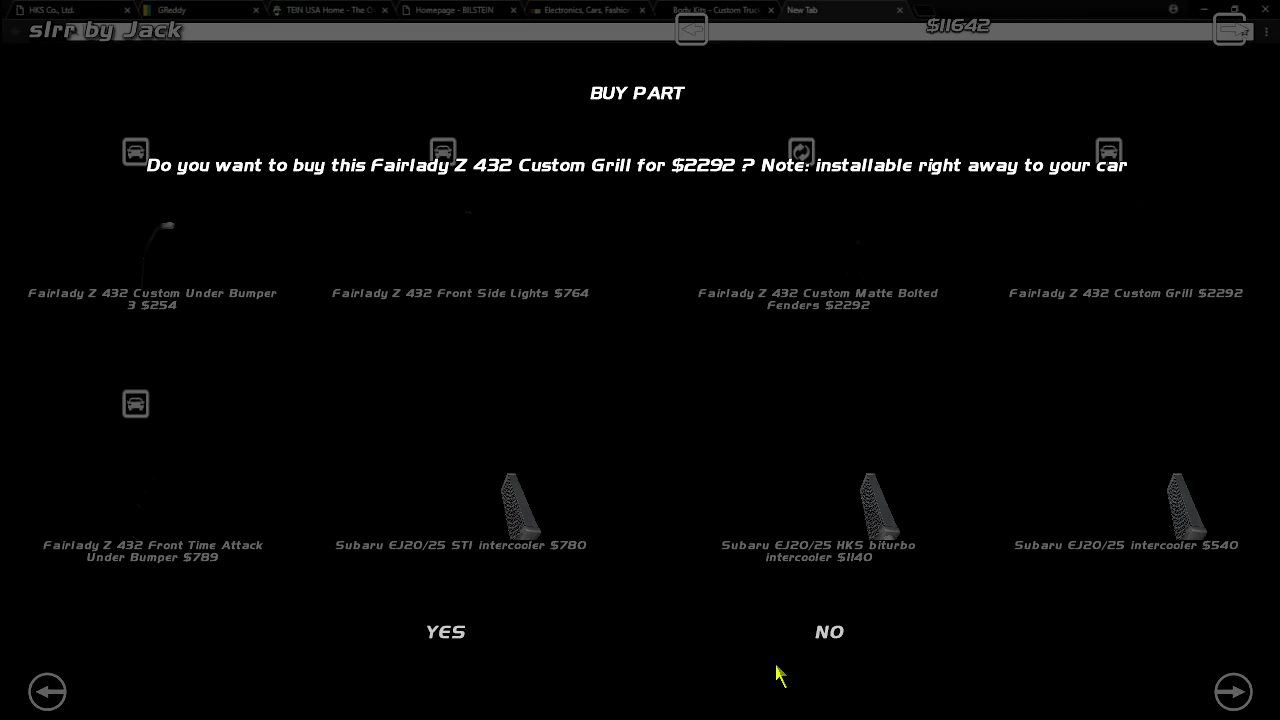 HKS Co., Ltd.
GReddy
TEIN USA Home - The O
Homepage - BILSTEIN
Electronics, Cars, Fashion
Body Kits - Custom Truc
New Tab
slrr by Jack
$11642
BUY PART
Do you want to buy this Fairlady Z 432 Custom Grill for $2292 ? Note: installable right away to your car
Fairlady Z 432 Custom Under Bumper
3 $254
Fairlady Z 432 Front Side Lights $764
Fairlady Z 432 Custom Matte Bolted
Fenders $2292
Fairlady Z 432 Custom Grill $2292
Fairlady Z 432 Front Time Attack
Under Bumper $789
Subaru EJ20/25 STI intercooler $780
Subaru EJ20/25 HKS biturbo
intercooler $1140
Subaru EJ20/25 intercooler $540
YES
NO